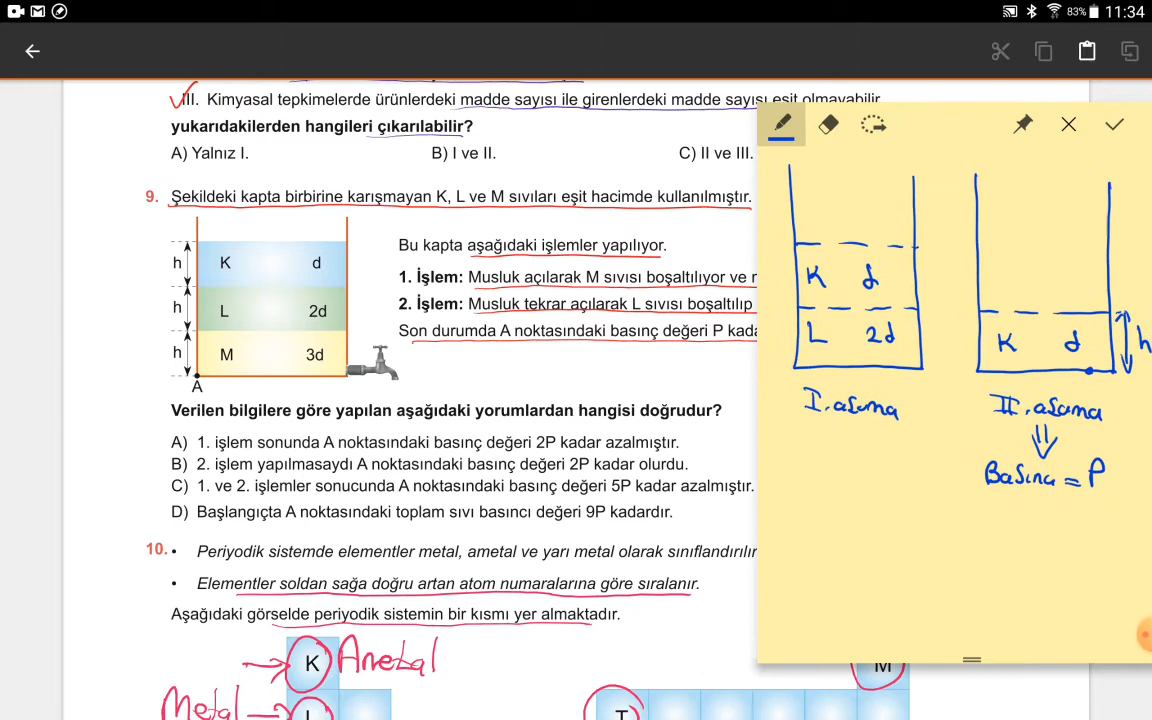 83% 11:34
III. Kimyasal tepkimelerde ürünlerdeki madde sayısı ile girenlerdeki madde sayısı eşit olmayabilir
yukarıdakilerden hangileri çıkarılabilir?
A) Yalnız I. B) I ve II. C) II ve III.
9. Şekildeki kapta birbirine karışmayan K, L ve M sıvıları eşit hacimde kullanılmıştır.
h K d
h L 2d
h M 3d
A
Bu kapta aşağıdaki işlemler yapılıyor.
1. İşlem: Musluk açılarak M sıvısı boşaltılıyor ve
2. İşlem: Musluk tekrar açılarak L sıvısı boşaltılıp
Son durumda A noktasındaki basınç değeri P kada
Verilen bilgilere göre yapılan aşağıdaki yorumlardan hangisi doğrudur?
A) 1. işlem sonunda A noktasındaki basınç değeri 2P kadar azalmıştır.
B) 2. işlem yapılmasaydı A noktasındaki basınç değeri 2P kadar olurdu.
C) 1. ve 2. işlemler sonucunda A noktasındaki basınç değeri 5P kadar azalmıştır.
D) Başlangıçta A noktasındaki toplam sıvı basıncı değeri 9P kadardır.
K d
L 2d
I. aşama
K d h
II. aşama
Basınç = P
10. • Periyodik sistemde elementler metal, ametal ve yarı metal olarak sınıflandırılır
• Elementler soldan sağa doğru artan atom numaralarına göre sıralanır.
Aşağıdaki görselde periyodik sistemin bir kısmı yer almaktadır.
K Ametal
M
Metal L
T